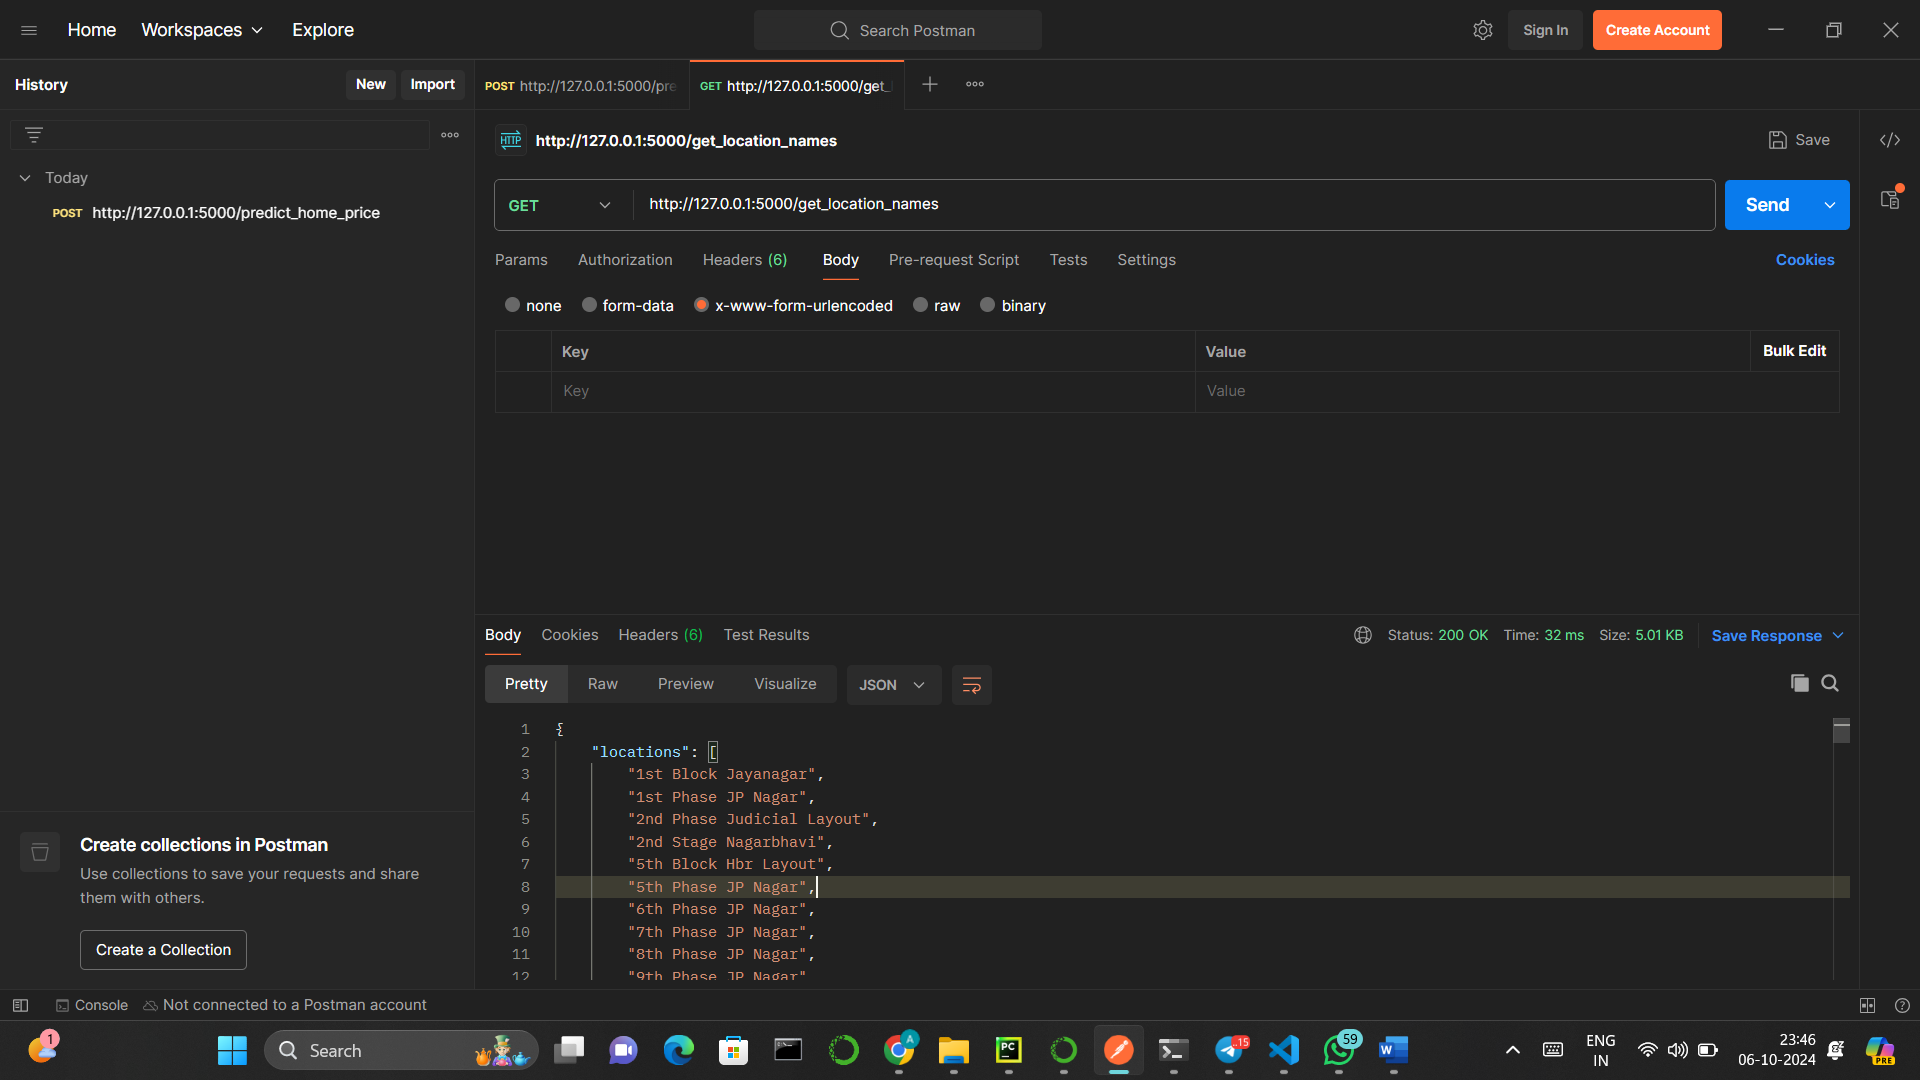 Home
Workspaces
Explore
Search Postman
Sign In
Create Account
History
New
Import
POST http://127.0.0.1:5000/pre
GET http://127.0.0.1:5000/get_
HTTP
http://127.0.0.1:5000/get_location_names
Save
Today
POST http://127.0.0.1:5000/predict_home_price
GET
http://127.0.0.1:5000/get_location_names
Send
Params
Authorization
Headers (6)
Body
Pre-request Script
Tests
Settings
Cookies
none
form-data
x-www-form-urlencoded
raw
binary
Key
Value
Bulk Edit
Key
Value
Body
Cookies
Headers (6)
Test Results
Status: 200 OK
Time: 32 ms
Size: 5.01 KB
Save Response
Pretty
Raw
Preview
Visualize
JSON
1 {
2 "locations": [
3 "1st Block Jayanagar",
4 "1st Phase JP Nagar",
5 "2nd Phase Judicial Layout",
6 "2nd Stage Nagarbhavi",
7 "5th Block Hbr Layout",
8 "5th Phase JP Nagar",
9 "6th Phase JP Nagar",
10 "7th Phase JP Nagar",
11 "8th Phase JP Nagar",
12 "9th Phase JP Nagar"
Create collections in Postman
Use collections to save your requests and share
them with others.
Create a Collection
Console
Not connected to a Postman account
1
Search
A
PC
15
59
W
ENG
IN
23:46
06-10-2024
PRE